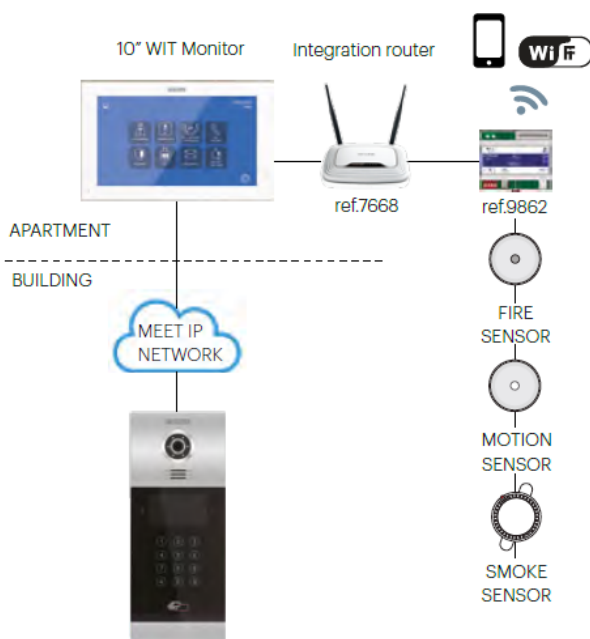 10" WIT Monitor
Integration router
WiFi
ref.7668
ref.9862
APARTMENT
BUILDING
MEET IP
NETWORK
FIRE
SENSOR
MOTION
SENSOR
SMOKE
SENSOR